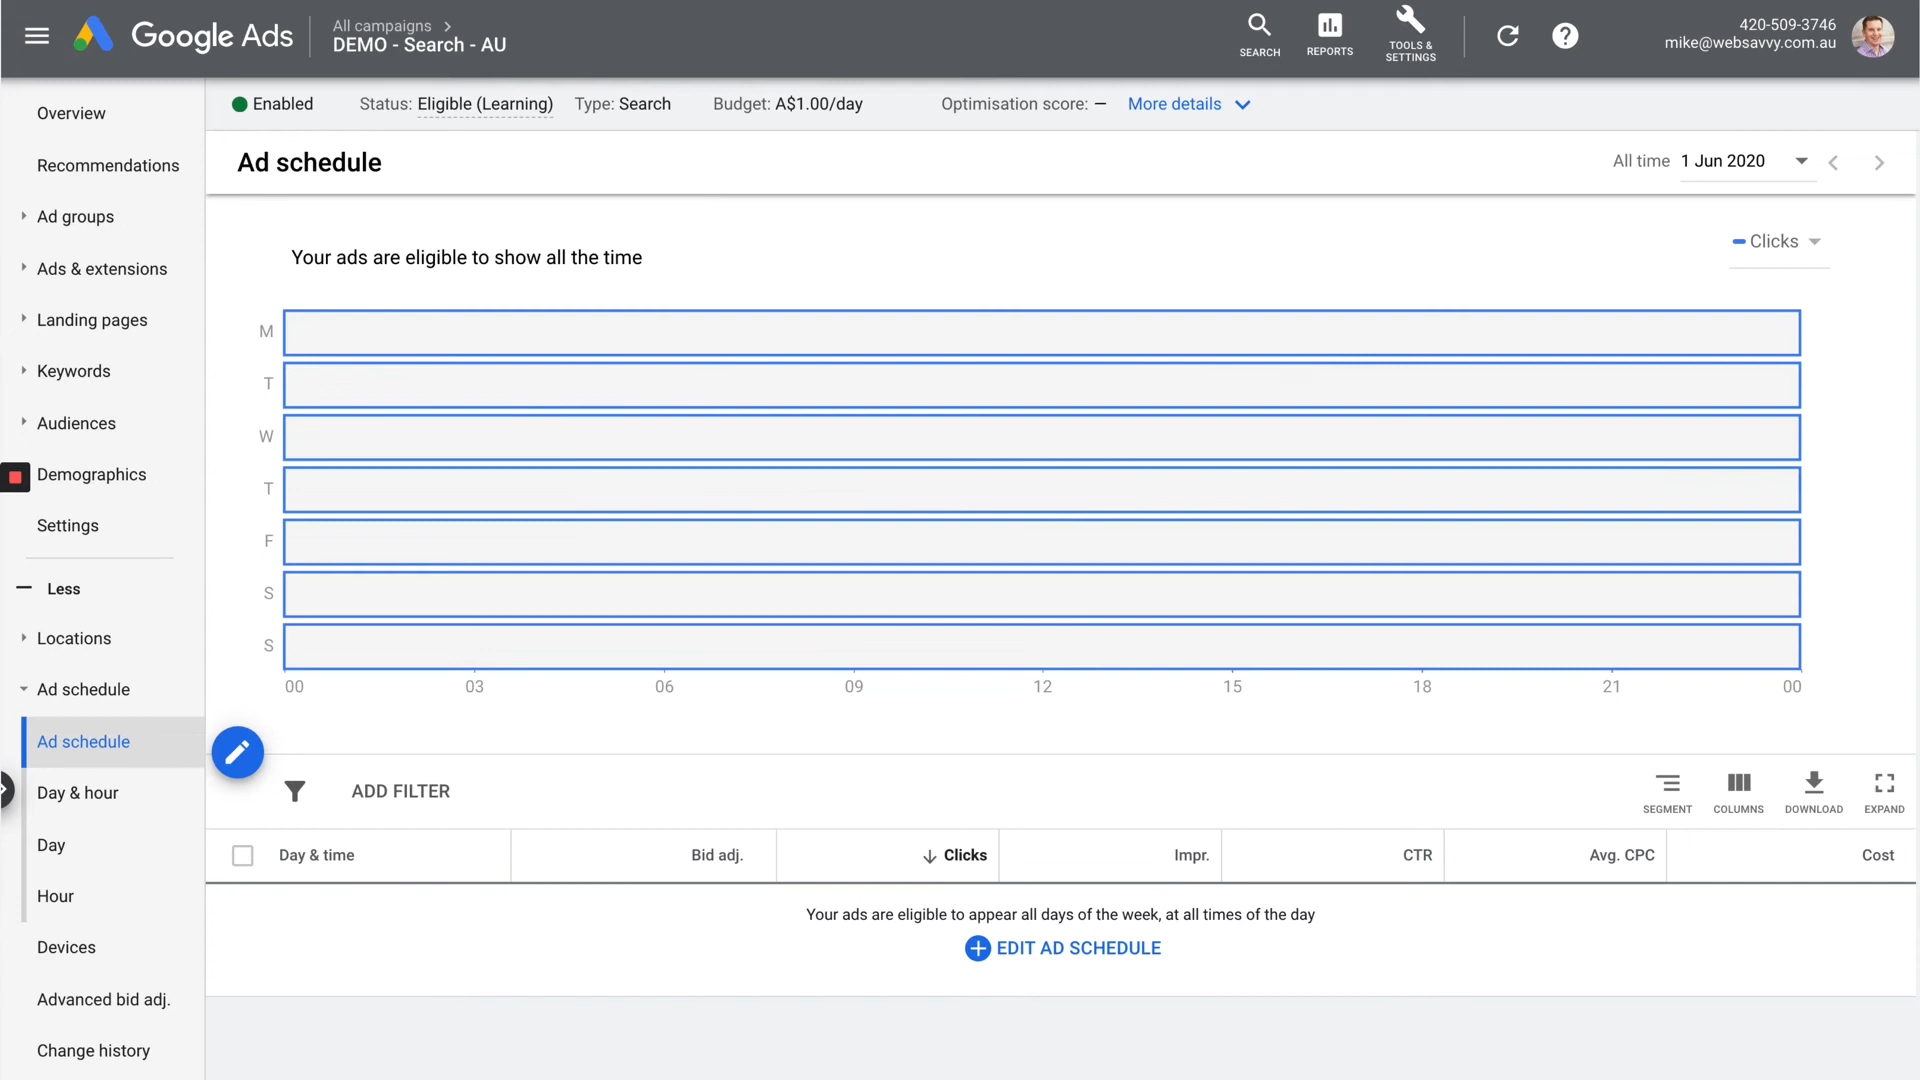 Google Ads
All campaigns
DEMO - Search - AU
SEARCH
REPORTS
TOOLS &
SETTINGS
420-509-3746
mike@websavvy.com.au
Overview
Recommendations
Ad groups
Ads & extensions
Landing pages
Keywords
Audiences
Demographics
Settings
Less
Locations
Ad schedule
Ad schedule
Day & hour
Day
Hour
Devices
Advanced bid adj.
Change history
Enabled Status: Eligible (Learning) Type: Search Budget: A$1.00/day Optimisation score: — More details
Ad schedule
All time 1 Jun 2020
Your ads are eligible to show all the time
Clicks
M
T
W
T
F
S
S
00 03 06 09 12 15 18 21 00
ADD FILTER
SEGMENT COLUMNS DOWNLOAD EXPAND
Day & time Bid adj. Clicks Impr. CTR Avg. CPC Cost
Your ads are eligible to appear all days of the week, at all times of the day
EDIT AD SCHEDULE